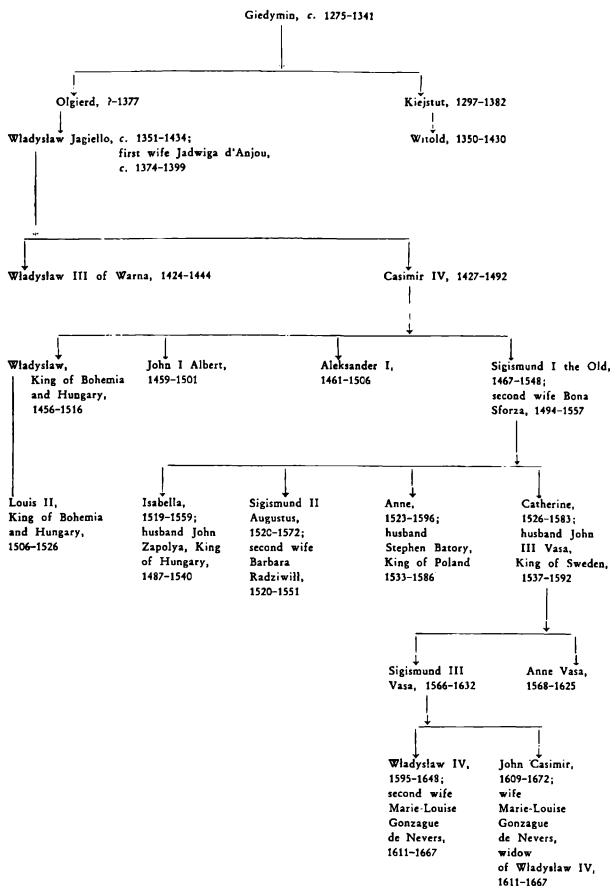 Giedymin, c. 1275–1341
Olgierd, ?–1377
Kiejstut, 1297–1382
Władysław Jagiello, c. 1351–1434;
first wife Jadwiga d'Anjou,
c. 1374–1399
Witold, 1350–1430
Władysław III of Warna, 1424–1444
Casimir IV, 1427–1492
Władysław,
King of Bohemia
and Hungary,
1456–1516
John I Albert,
1459–1501
Aleksander I,
1461–1506
Sigismund I the Old,
1467–1548;
second wife Bona
Sforza, 1494–1557
Louis II,
King of Bohemia
and Hungary,
1506–1526
Isabella,
1519–1559;
husband John
Zapolya, King
of Hungary,
1487–1540
Sigismund II
Augustus,
1520–1572;
second wife
Barbara
Radziwill,
1520–1551
Anne,
1523–1596;
husband
Stephen Batory,
King of Poland
1533–1586
Catherine,
1526–1583;
husband John
III Vasa,
King of Sweden,
1537–1592
Sigismund III
Vasa, 1566–1632
Anne Vasa,
1568–1625
Władysław IV,
1595–1648;
second wife
Marie-Louise
Gonzague
de Nevers,
1611–1667
John Casimir,
1609–1672;
wife
Marie-Louise
Gonzague
de Nevers,
widow
of Władysław IV,
1611–1667